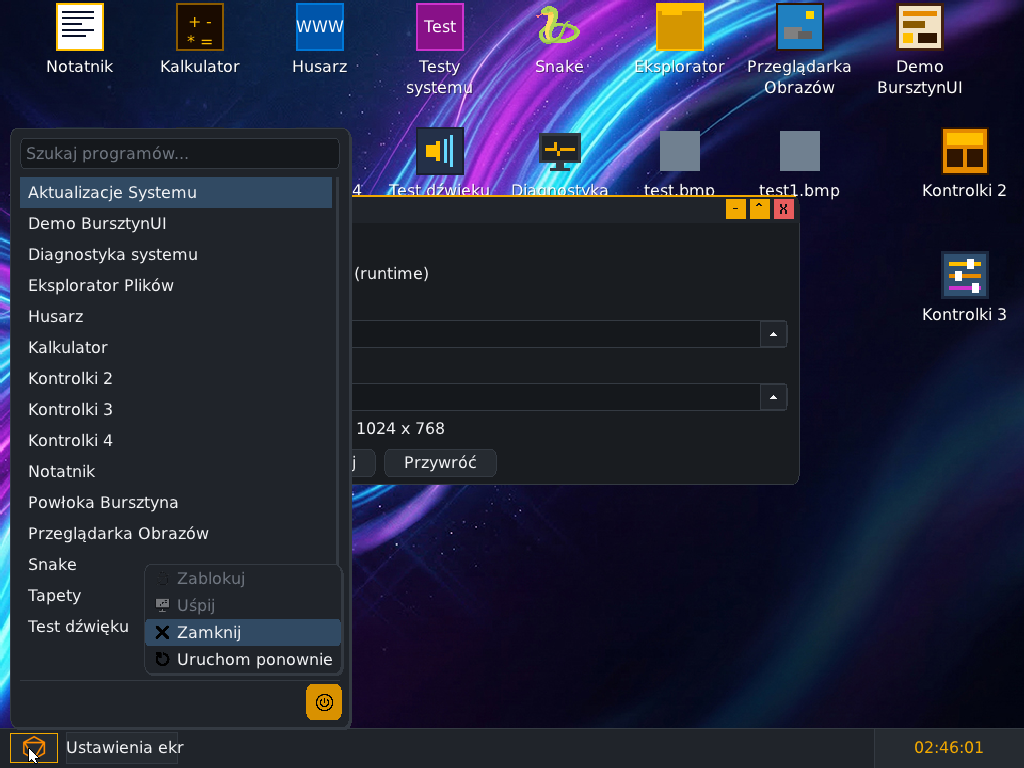 + -
* =
WWW
Test
Notatnik
Kalkulator
Husarz
Testy
systemu
Snake
Eksplorator
Przeglądarka
Obrazów
Demo
BursztynUI
4
Test dźwięku
Diagnostyka
test.bmp
test1.bmp
Kontrolki 2
Kontrolki 3
Szukaj programów...
Aktualizacje Systemu
Demo BursztynUI
Diagnostyka systemu
Eksplorator Plików
Husarz
Kalkulator
Kontrolki 2
Kontrolki 3
Kontrolki 4
Notatnik
Powłoka Bursztyna
Przeglądarka Obrazów
Snake
Tapety
Test dźwięku
Zablokuj
Uśpij
Zamknij
Uruchom ponownie
- ^ X
(runtime)
1024 x 768
j
Przywróć
Ustawienia ekr
02:46:01